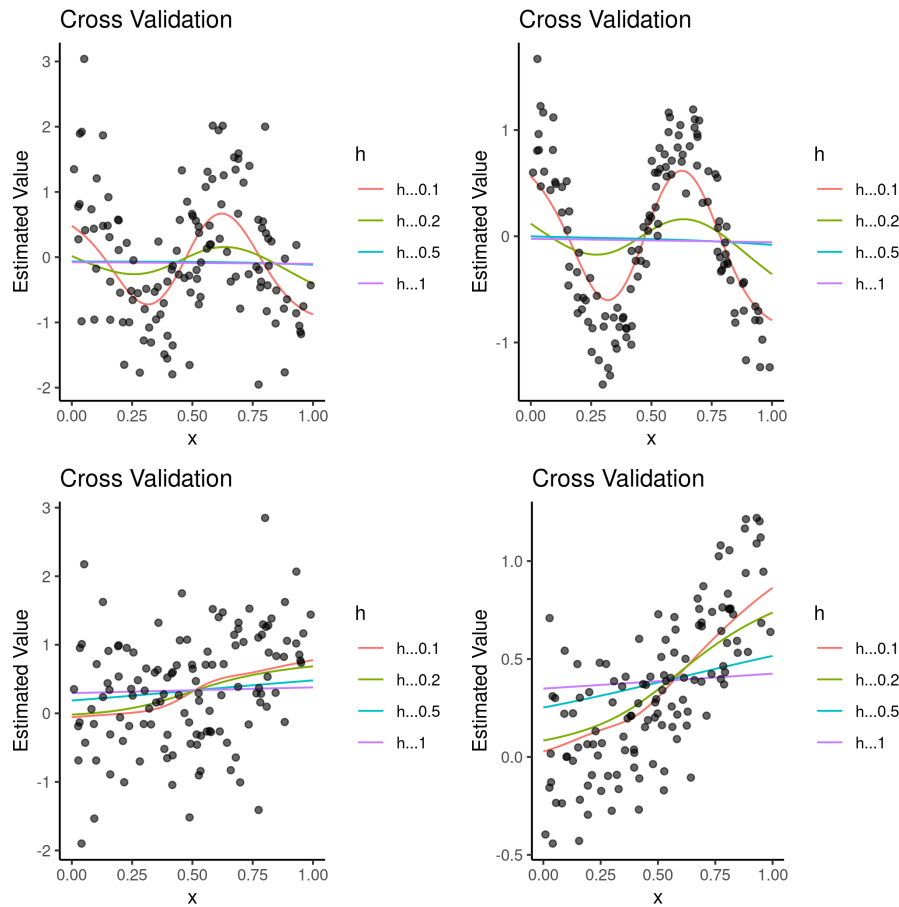 Cross Validation
Estimated Value
3
2
1
0
-1
-2
0.00 0.25 0.50 0.75 1.00
x
h
h...0.1
h...0.2
h...0.5
h...1
Cross Validation
Estimated Value
1
0
-1
0.00 0.25 0.50 0.75 1.00
x
h
h...0.1
h...0.2
h...0.5
h...1
Cross Validation
Estimated Value
3
2
1
0
-1
-2
0.00 0.25 0.50 0.75 1.00
x
h
h...0.1
h...0.2
h...0.5
h...1
Cross Validation
Estimated Value
1.0
0.5
0.0
-0.5
0.00 0.25 0.50 0.75 1.00
x
h
h...0.1
h...0.2
h...0.5
h...1